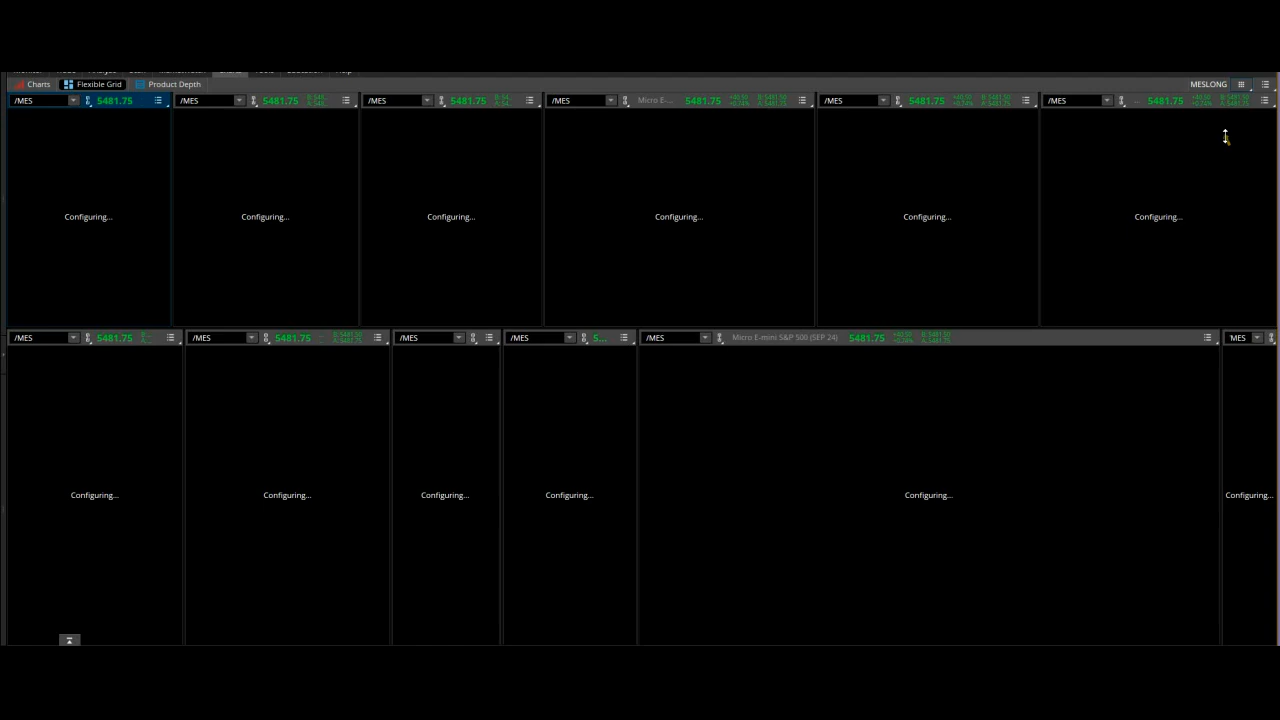 Charts Flexible Grid Product Depth MESLONG
/MES 5481.75 /MES 5481.75 /MES 5481.75 /MES Micro E-... 5481.75 /MES 5481.75 /MES ... 5481.75
Configuring... Configuring... Configuring... Configuring... Configuring... Configuring...
/MES 5481.75 /MES 5481.75 /MES /MES 5... /MES Micro E-mini S&P 500 (SEP 24) 5481.75 MES
Configuring... Configuring... Configuring... Configuring... Configuring... Configuring...